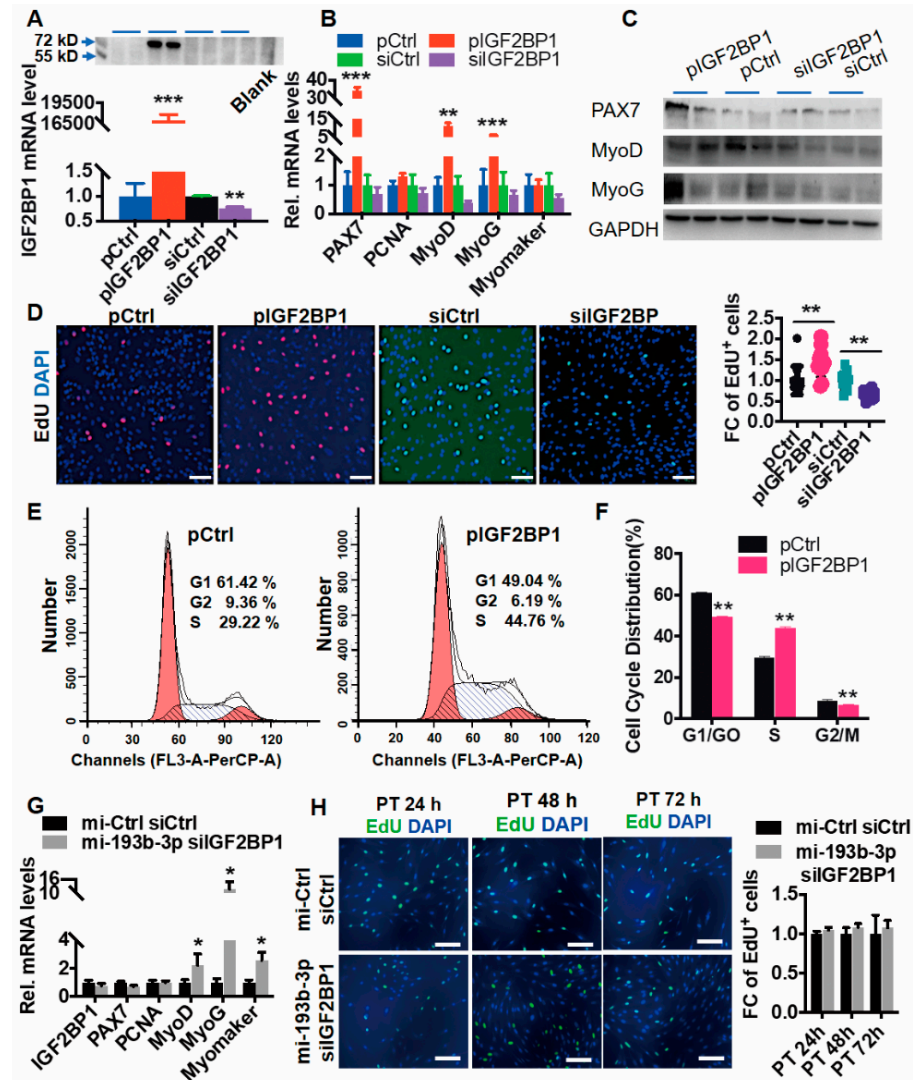 A
72 kD
55 kD
Blank
IGF2BP1 mRNA level
19500
16500
1.5
1.0
0.5
***
**
pCtrl
pIGF2BP1
siCtrl
siIGF2BP1
B
pCtrl
pIGF2BP1
siCtrl
siIGF2BP1
Rel. mRNA levels
40
30
15
5
2
1
0
***
**
***
PAX7
PCNA
MyoD
MyoG
Myomaker
C
pIGF2BP1
pCtrl
siIGF2BP1
siCtrl
PAX7
MyoD
MyoG
GAPDH
D
pCtrl
pIGF2BP1
siCtrl
siIGF2BP
EdU DAPI
FC of EdU+ cells
2.5
2.0
1.5
1.0
0.5
0.0
**
**
pCtrl
pIGF2BP1
siCtrl
siIGF2BP1
E
pCtrl
G1 61.42 %
G2 9.36 %
S 29.22 %
Number
2000
1500
1000
500
0
0 30 60 90 120
Channels (FL3-A-PerCP-A)
pIGF2BP1
G1 49.04 %
G2 6.19 %
S 44.76 %
Number
1000
800
600
400
200
0
0 20 40 60 80 100 120
Channels (FL3-A-PerCP-A)
F
pCtrl
pIGF2BP1
Cell Cycle Distribution(%)
80
60
40
20
0
**
**
**
G1/GO
S
G2/M
G
mi-Ctrl siCtrl
mi-193b-3p siIGF2BP1
Rel. mRNA levels
16
10
4
2
0
*
*
*
IGF2BP1
PAX7
PCNA
MyoD
MyoG
Myomaker
H
PT 24 h
PT 48 h
PT 72 h
EdU DAPI
EdU DAPI
EdU DAPI
mi-Ctrl
siCtrl
mi-193b-3p
siIGF2BP1
mi-Ctrl siCtrl
mi-193b-3p
siIGF2BP1
FC of EdU+ cells
1.5
1.0
0.5
0.0
PT 24h
PT 48h
PT 72h